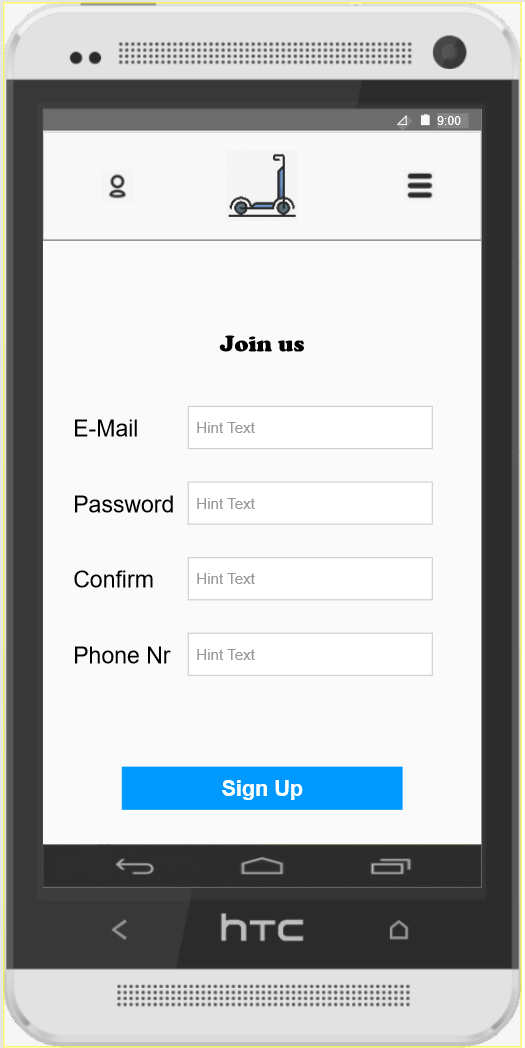 9:00
Join us
E-Mail Hint Text
Password Hint Text
Confirm Hint Text
Phone Nr Hint Text
Sign Up
hTC